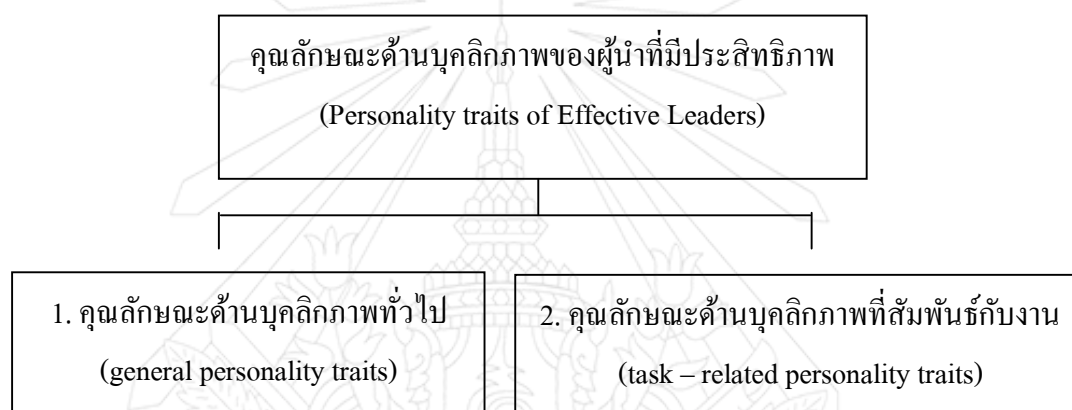 คุณลักษณะด้านบุคลิกภาพของผู้นำที่มีประสิทธิภาพ
(Personality traits of Effective Leaders)
1. คุณลักษณะด้านบุคลิกภาพทั่วไป
(general personality traits)
2. คุณลักษณะด้านบุคลิกภาพที่สัมพันธ์กับงาน
(task – related personality traits)